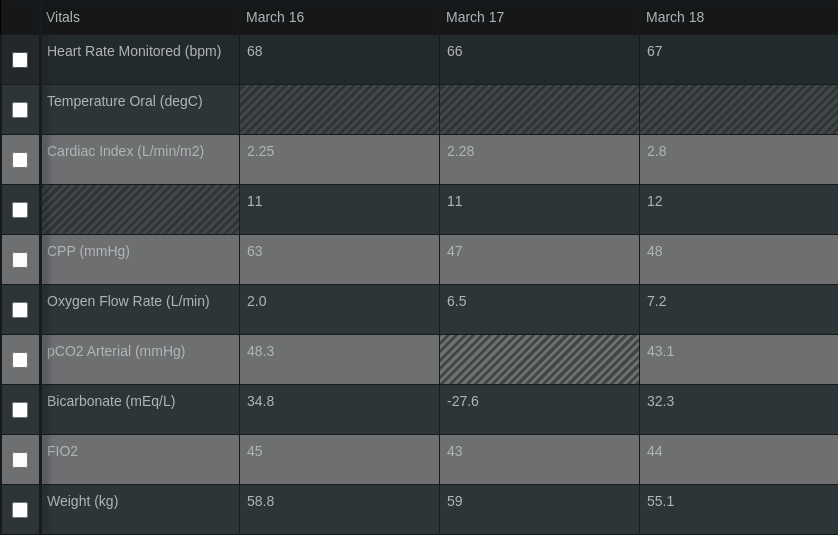 Vitals March 16 March 17 March 18
Heart Rate Monitored (bpm) 68 66 67
Temperature Oral (degC)
Cardiac Index (L/min/m2) 2.25 2.28 2.8
11 11 12
CPP (mmHg) 63 47 48
Oxygen Flow Rate (L/min) 2.0 6.5 7.2
pCO2 Arterial (mmHg) 48.3 43.1
Bicarbonate (mEq/L) 34.8 -27.6 32.3
FIO2 45 43 44
Weight (kg) 58.8 59 55.1